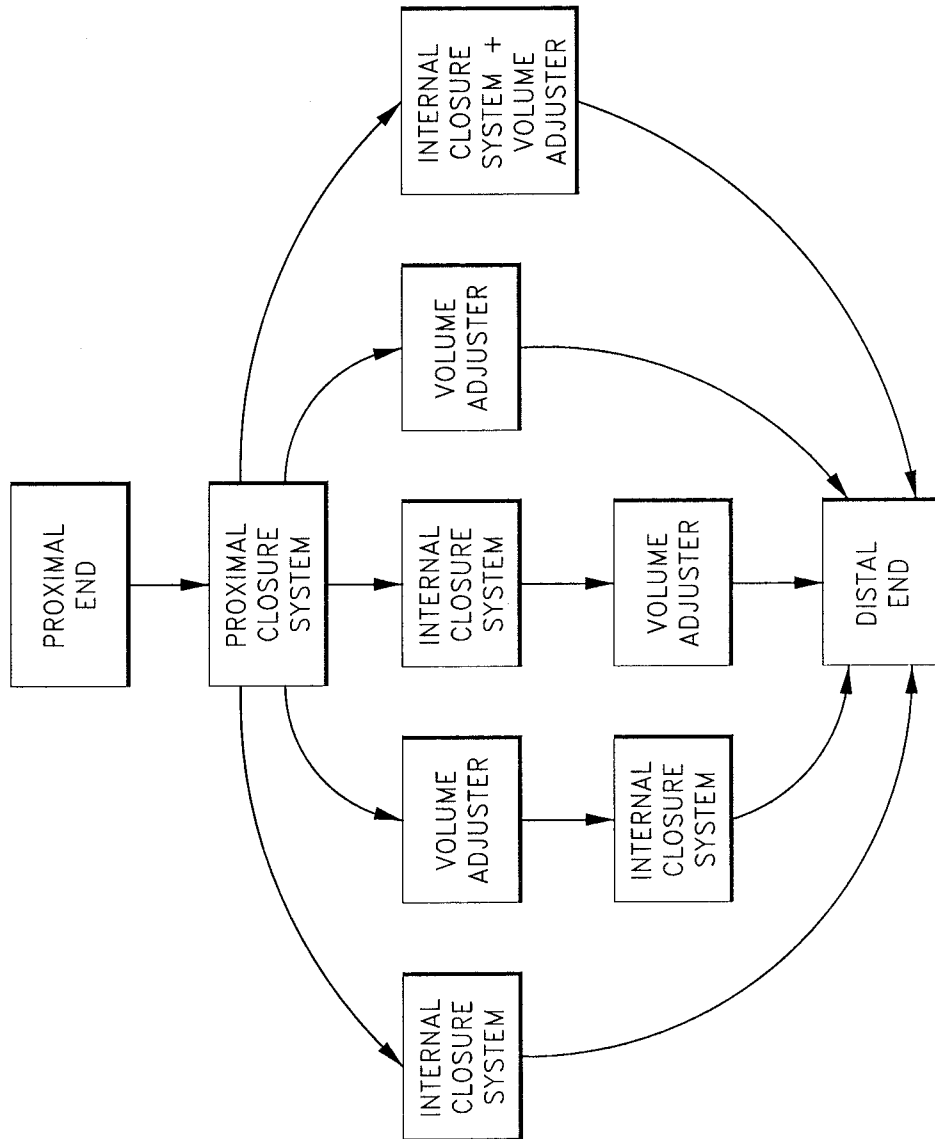 PROXIMAL
END
PROXIMAL
CLOSURE
SYSTEM
INTERNAL
CLOSURE
SYSTEM
VOLUME
ADJUSTER
INTERNAL
CLOSURE
SYSTEM
VOLUME
ADJUSTER
INTERNAL
CLOSURE
SYSTEM +
VOLUME
ADJUSTER
INTERNAL
CLOSURE
SYSTEM
VOLUME
ADJUSTER
DISTAL
END